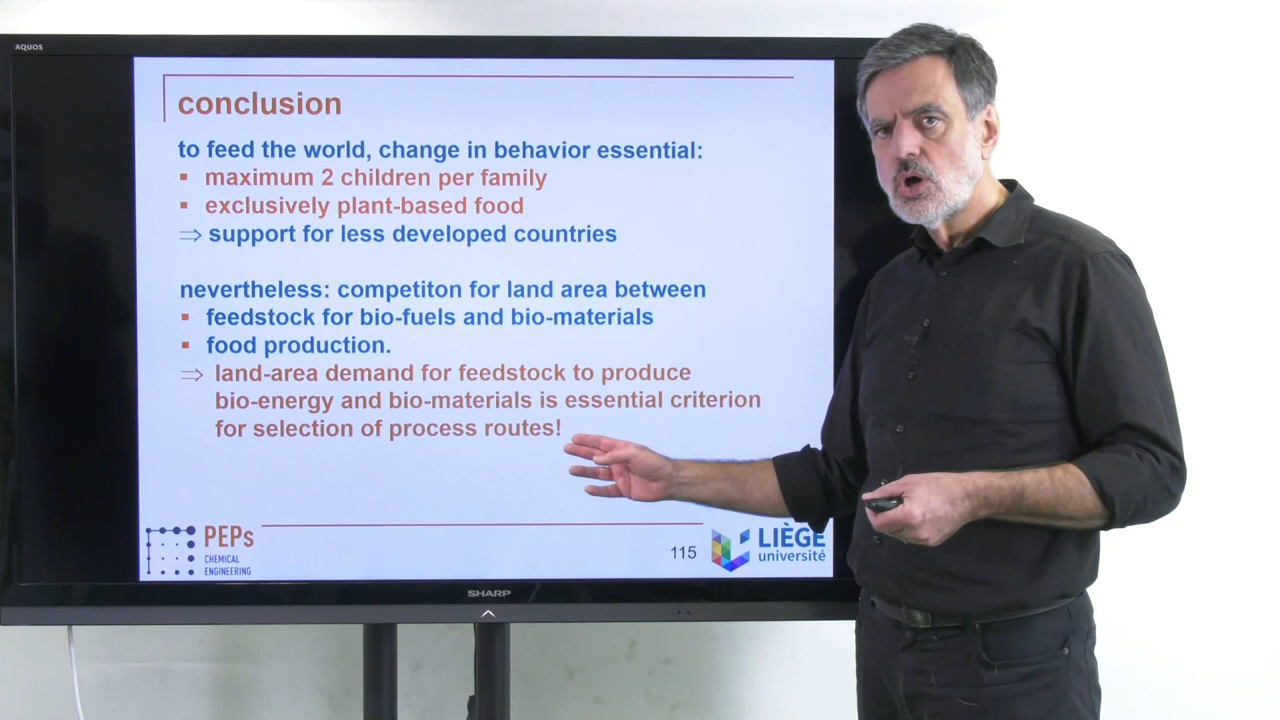 AQUOS
conclusion
to feed the world, change in behavior essential:
▪ maximum 2 children per family
▪ exclusively plant-based food
⇒ support for less developed countries
nevertheless: competiton for land area between
▪ feedstock for bio-fuels and bio-materials
▪ food production.
⇒ land-area demand for feedstock to produce
bio-energy and bio-materials is essential criterion
for selection of process routes!
PEPs
CHEMICAL
ENGINEERING
115
LIÈGE
université
SHARP